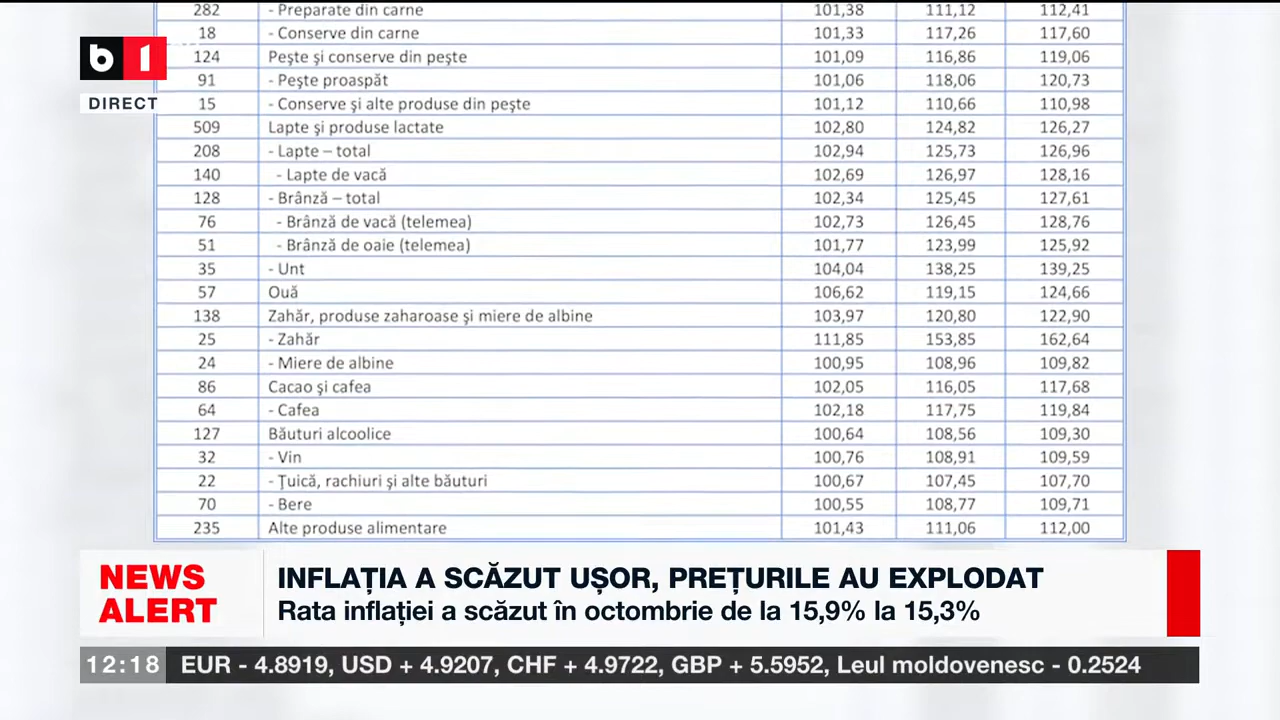 282 - Preparate din carne 101,38 111,12 112,41
18 - Conserve din carne 101,33 117,26 117,60
b1
124 Peşte şi conserve din peşte 101,09 116,86 119,06
91 - Peşte proaspăt 101,06 118,06 120,73
DIRECT
15 - Conserve şi alte produse din peşte 101,12 110,66 110,98
509 Lapte şi produse lactate 102,80 124,82 126,27
208 - Lapte – total 102,94 125,73 126,96
140 - Lapte de vacă 102,69 126,97 128,16
128 - Brânză – total 102,34 125,45 127,61
76 - Brânză de vacă (telemea) 102,73 126,45 128,76
51 - Brânză de oaie (telemea) 101,77 123,99 125,92
35 - Unt 104,04 138,25 139,25
57 Ouă 106,62 119,15 124,66
138 Zahăr, produse zaharoase şi miere de albine 103,97 120,80 122,90
25 - Zahăr 111,85 153,85 162,64
24 - Miere de albine 100,95 108,96 109,82
86 Cacao şi cafea 102,05 116,05 117,68
64 - Cafea 102,18 117,75 119,84
127 Băuturi alcoolice 100,64 108,56 109,30
32 - Vin 100,76 108,91 109,59
22 - Ţuică, rachiuri şi alte băuturi 100,67 107,45 107,70
70 - Bere 100,55 108,77 109,71
235 Alte produse alimentare 101,43 111,06 112,00
NEWS ALERT
INFLAȚIA A SCĂZUT UȘOR, PREȚURILE AU EXPLODAT
Rata inflației a scăzut în octombrie de la 15,9% la 15,3%
12:18 EUR - 4.8919, USD + 4.9207, CHF + 4.9722, GBP + 5.5952, Leul moldovenesc - 0.2524